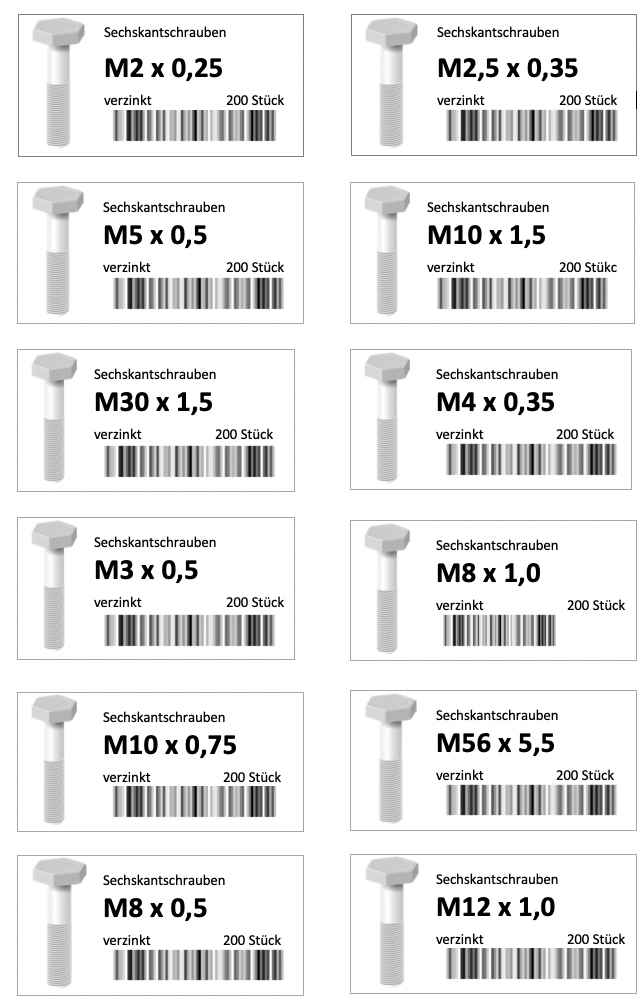 Sechskantschrauben
M2 x 0,25
verzinkt 200 Stück
Sechskantschrauben
M2,5 x 0,35
verzinkt 200 Stück
Sechskantschrauben
M5 x 0,5
verzinkt 200 Stück
Sechskantschrauben
M10 x 1,5
verzinkt 200 Stükc
Sechskantschrauben
M30 x 1,5
verzinkt 200 Stück
Sechskantschrauben
M4 x 0,35
verzinkt 200 Stück
Sechskantschrauben
M3 x 0,5
verzinkt 200 Stück
Sechskantschrauben
M8 x 1,0
verzinkt 200 Stück
Sechskantschrauben
M10 x 0,75
verzinkt 200 Stück
Sechskantschrauben
M56 x 5,5
verzinkt 200 Stück
Sechskantschrauben
M8 x 0,5
verzinkt 200 Stück
Sechskantschrauben
M12 x 1,0
verzinkt 200 Stück